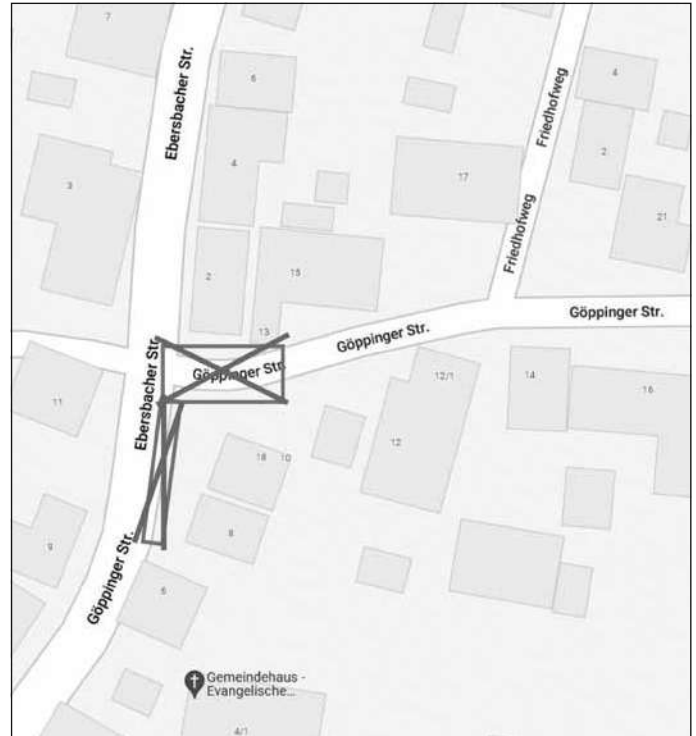 7
Ebersbacher Str.
6
4
Friedhofweg
4
2
3
17
Friedhofweg
21
2
15
Göppinger Str.
13
Göppinger Str.
Göppinger Str.
Ebersbacher Str.
11
12/1
14
16
12
18
10
8
9
Göppinger Str.
6
Gemeindehaus -
Evangelische...
4/1